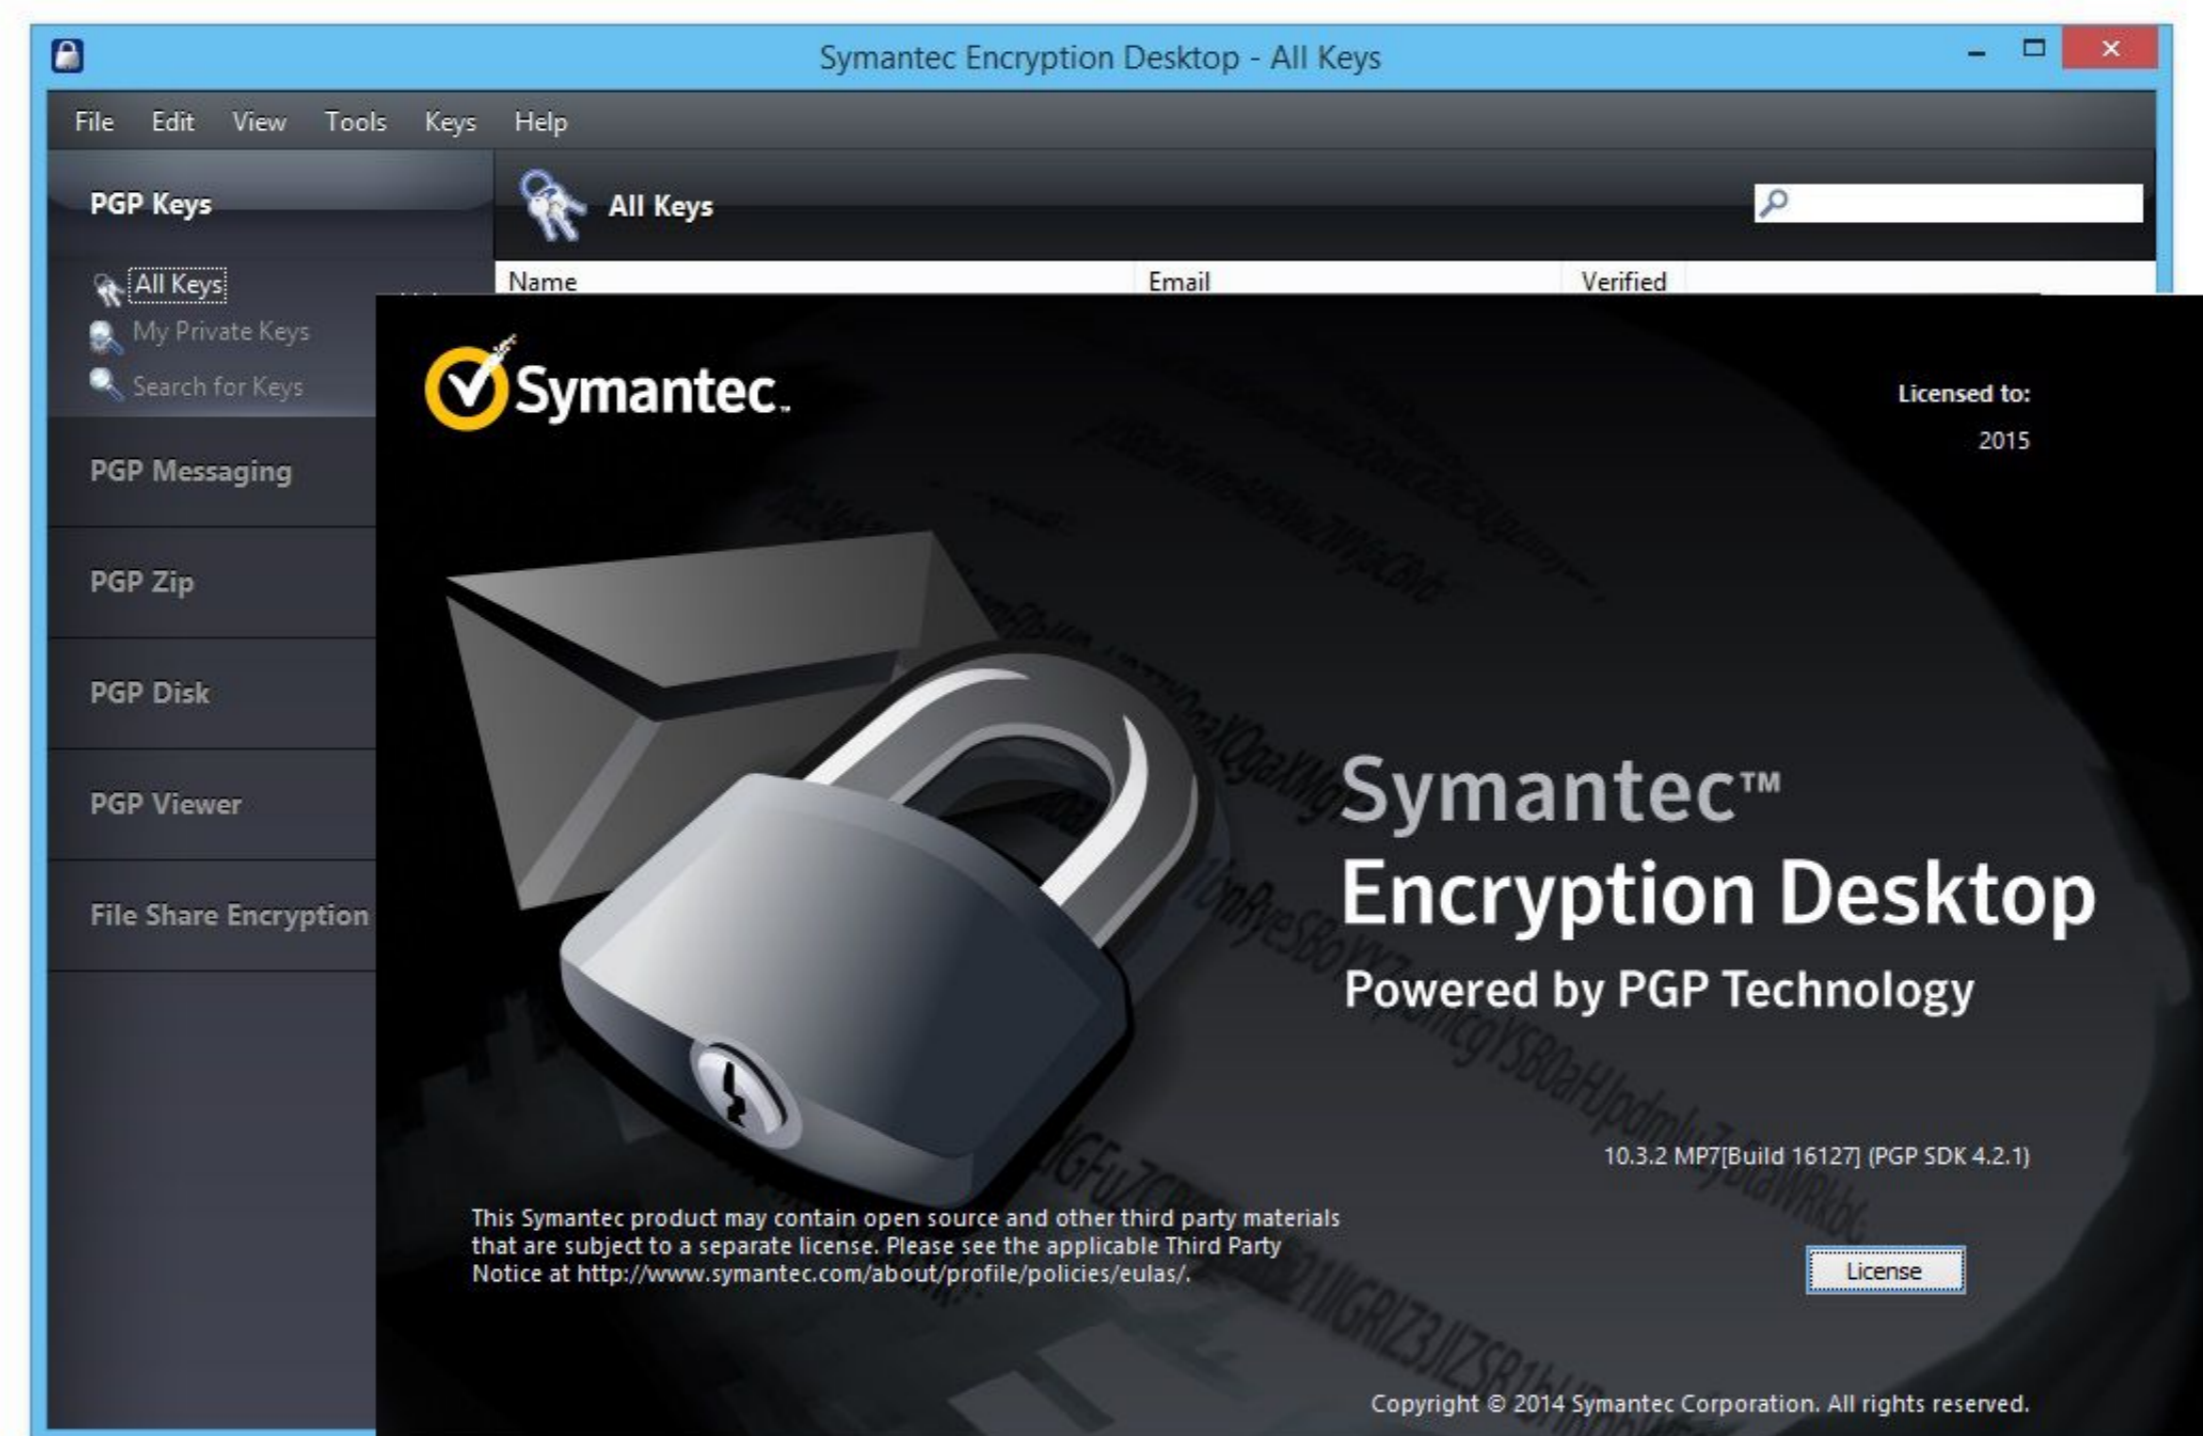 Symantec Encryption Desktop - All Keys
File Edit View Tools Keys Help
PGP Keys
All Keys
All Keys
My Private Keys
Search for Keys
Name Email Verified
PGP Messaging
PGP Zip
PGP Disk
PGP Viewer
File Share Encryption
Symantec.
Licensed to:
2015
Symantec™
Encryption Desktop
Powered by PGP Technology
10.3.2 MP7[Build 16127] (PGP SDK 4.2.1)
This Symantec product may contain open source and other third party materials
that are subject to a separate license. Please see the applicable Third Party
Notice at http://www.symantec.com/about/profile/policies/eulas/.
License
Copyright © 2014 Symantec Corporation. All rights reserved.